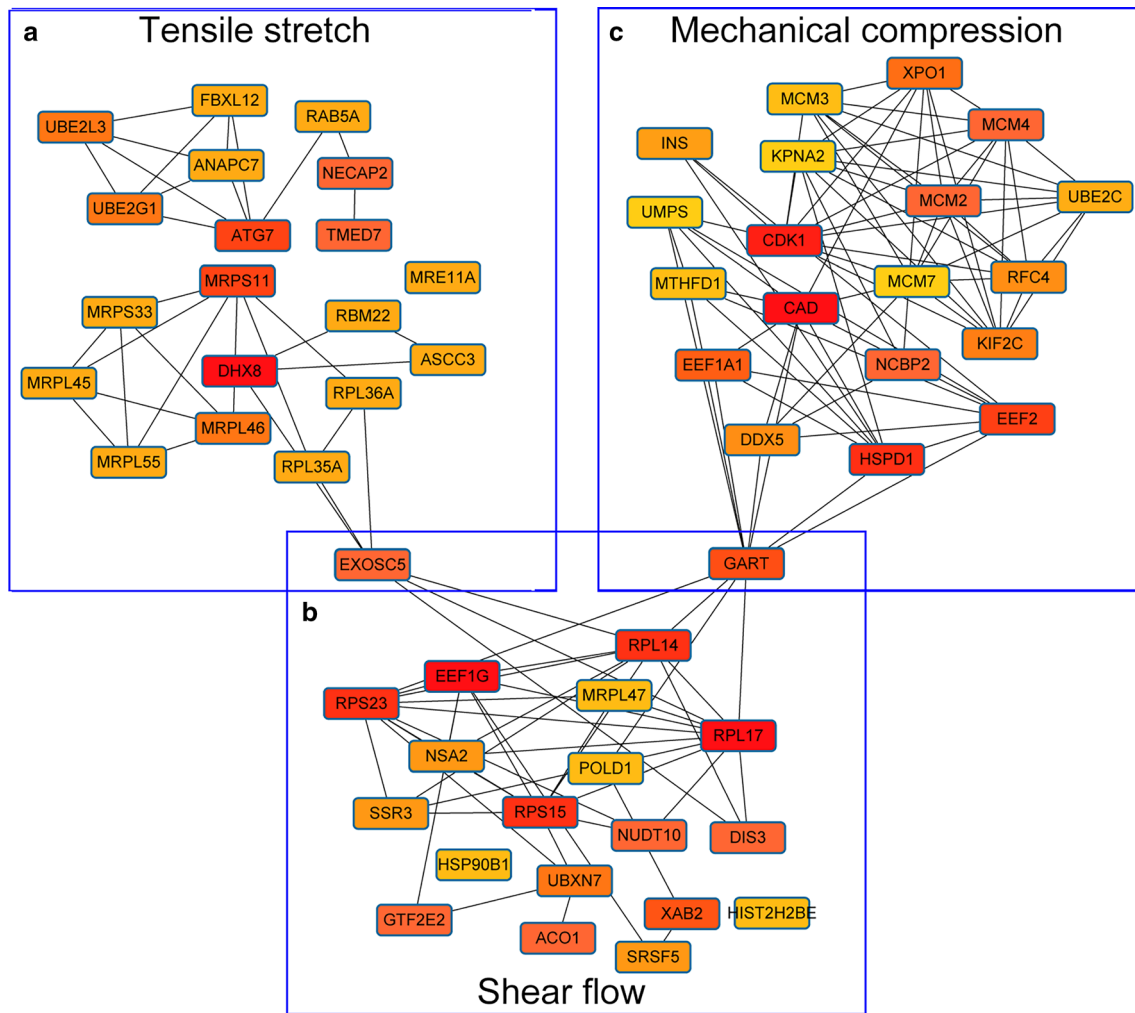 a
Tensile stretch
FBXL12
UBE2L3
RAB5A
ANAPC7
NECAP2
UBE2G1
ATG7
TMED7
MRPS11
MRE11A
MRPS33
RBM22
DHX8
ASCC3
MRPL45
RPL36A
MRPL46
MRPL55
RPL35A
EXOSC5
c
Mechanical compression
XPO1
MCM3
MCM4
INS
KPNA2
UBE2C
MCM2
UMPS
CDK1
MTHFD1
MCM7
RFC4
CAD
KIF2C
EEF1A1
NCBP2
EEF2
DDX5
HSPD1
GART
b
RPL14
EEF1G
MRPL47
RPS23
RPL17
NSA2
POLD1
SSR3
RPS15
NUDT10
DIS3
HSP90B1
UBXN7
GTF2E2
XAB2
HIST2H2BE
ACO1
SRSF5
Shear flow